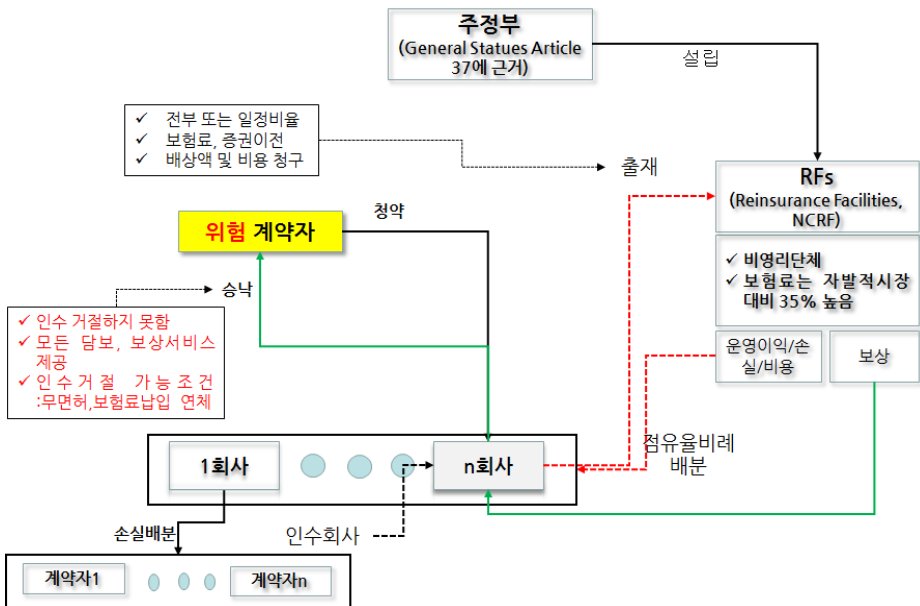 주정부
(General Statues Article
37에 근거)
설립
✓ 전부 또는 일정비율
✓ 보험료, 증권이전
✓ 배상액 및 비용 청구
출재
RFs
(Reinsurance Facilities,
NCRF)
✓ 비영리단체
✓ 보험료는 자발적시장
대비 35% 높음
운영이익/손
실/비용
보상
청약
위험 계약자
승낙
✓ 인수 거절하지 못함
✓ 모든 담보, 보상서비스
제공
✓ 인수거절 가능조건
:무면허,보험료납입 연체
점유율비례
배분
1회사
n회사
손실배분
인수회사
계약자1
계약자n